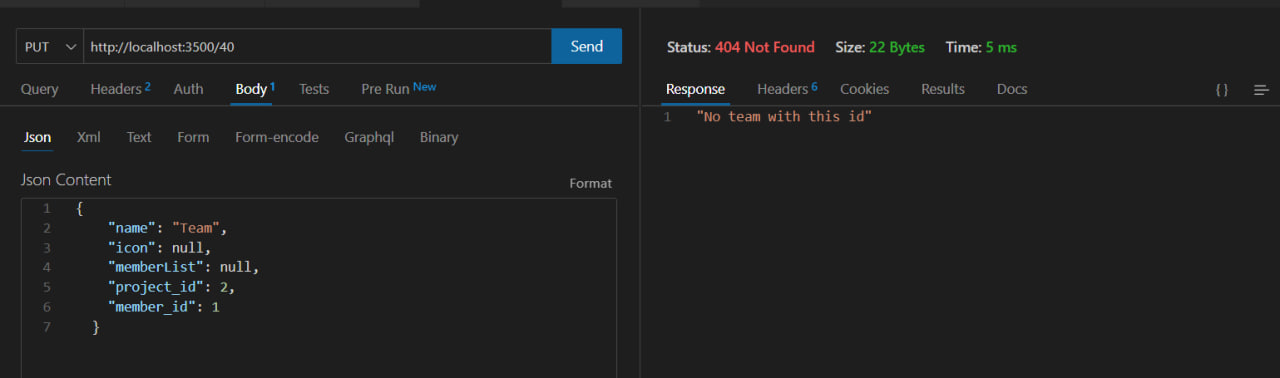 PUT http://localhost:3500/40 Send
Status: 404 Not Found Size: 22 Bytes Time: 5 ms
Query Headers 2 Auth Body 1 Tests Pre Run New
Response Headers 6 Cookies Results Docs { }
1 "No team with this id"
Json Xml Text Form Form-encode Graphql Binary
Json Content Format
1 {
2 "name": "Team",
3 "icon": null,
4 "memberList": null,
5 "project_id": 2,
6 "member_id": 1
7 }